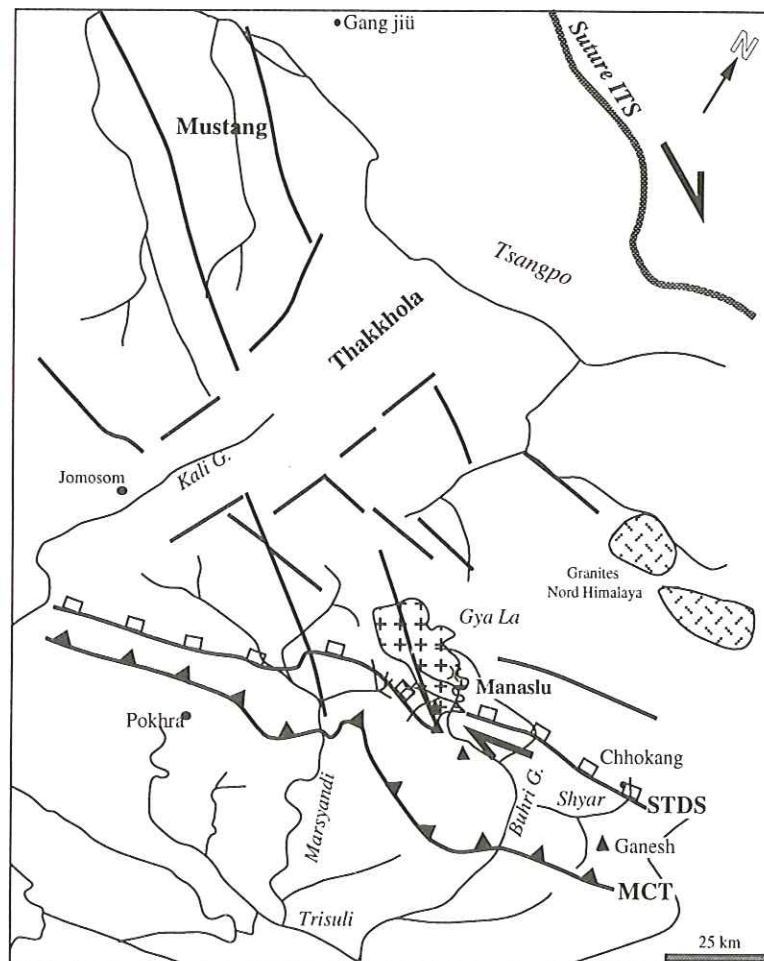 Gang jiü
Suture ITS
N
Mustang
Tsangpo
Thakkhola
Kali G.
Jomosom
Granites
Nord Himalaya
Gya La
Manaslu
Pokhra
Chhokang
Marsyandi
Buhri G.
Shyar
STDS
Ganesh
MCT
Trisuli
25 km